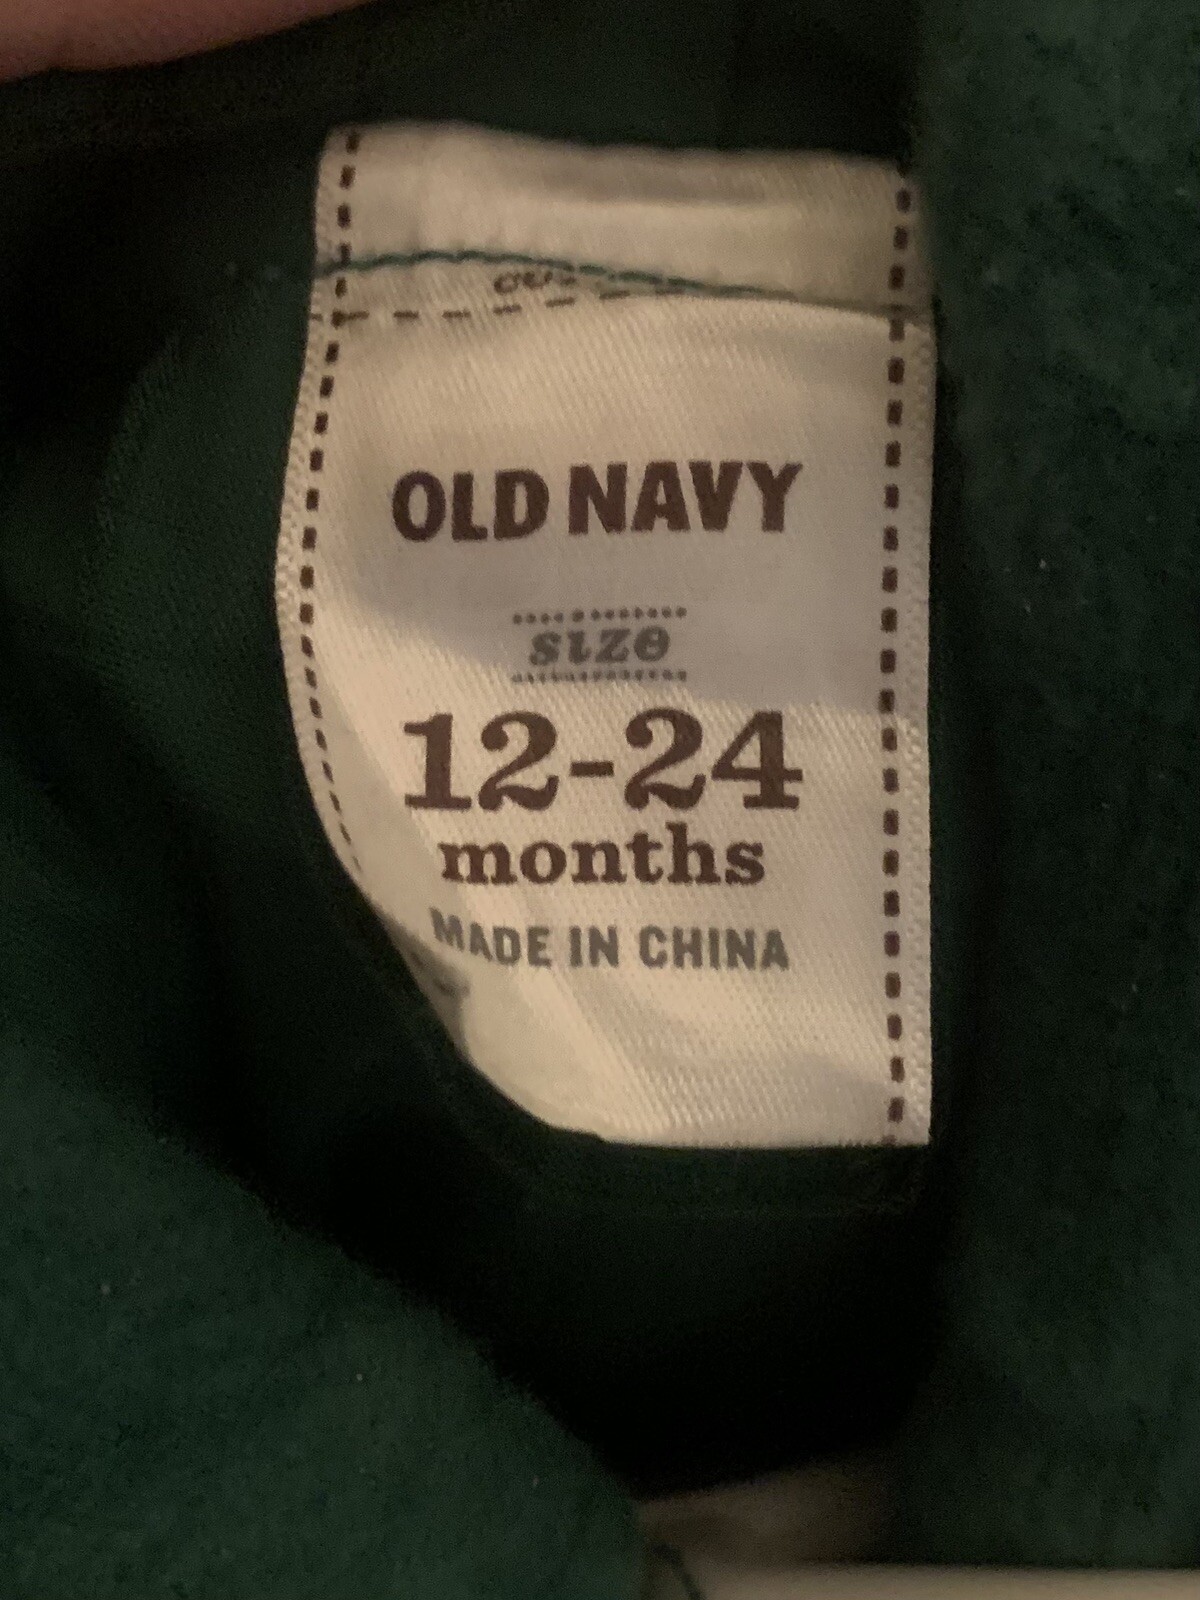 OLD NAVY
size
12-24
months
MADE IN CHINA